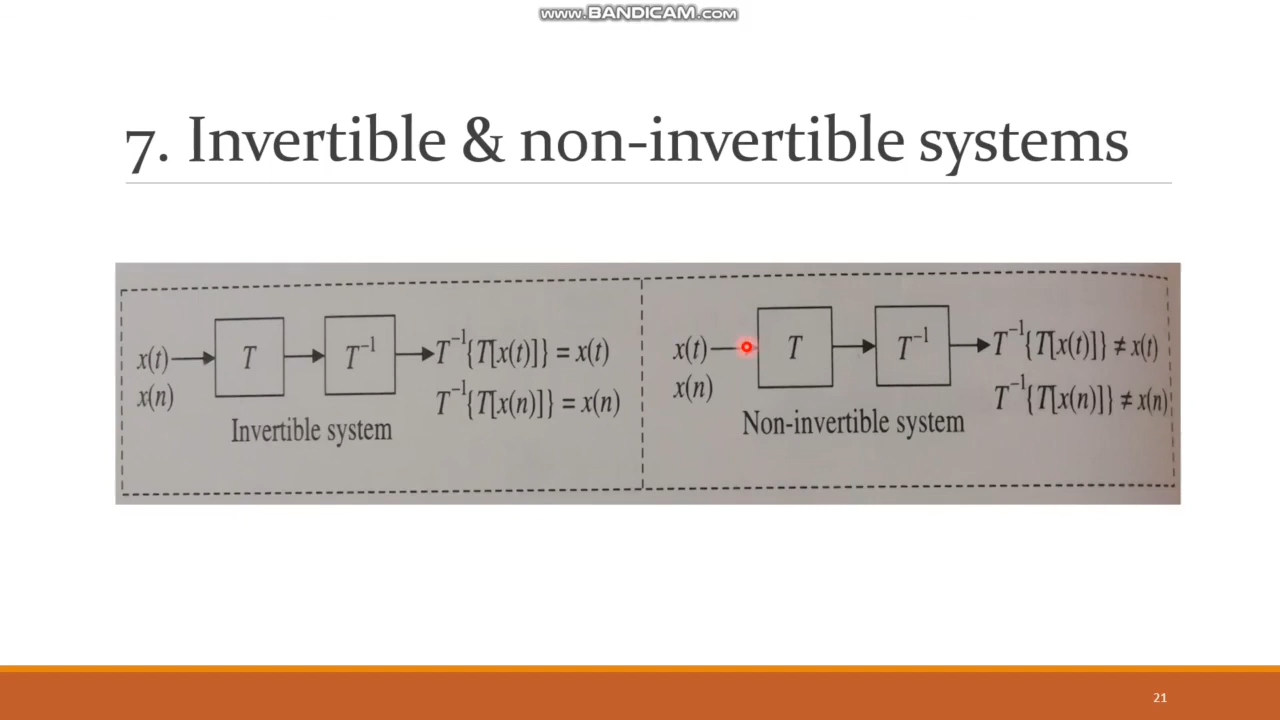 www.BANDICAM.com
7. Invertible & non-invertible systems
x(t) T T⁻¹ T⁻¹{T[x(t)]} = x(t)
x(n) T⁻¹{T[x(n)]} = x(n)
Invertible system
x(t) T T⁻¹ T⁻¹{T[x(t)]} ≠ x(t)
x(n) T⁻¹{T[x(n)]} ≠ x(n)
Non-invertible system
21